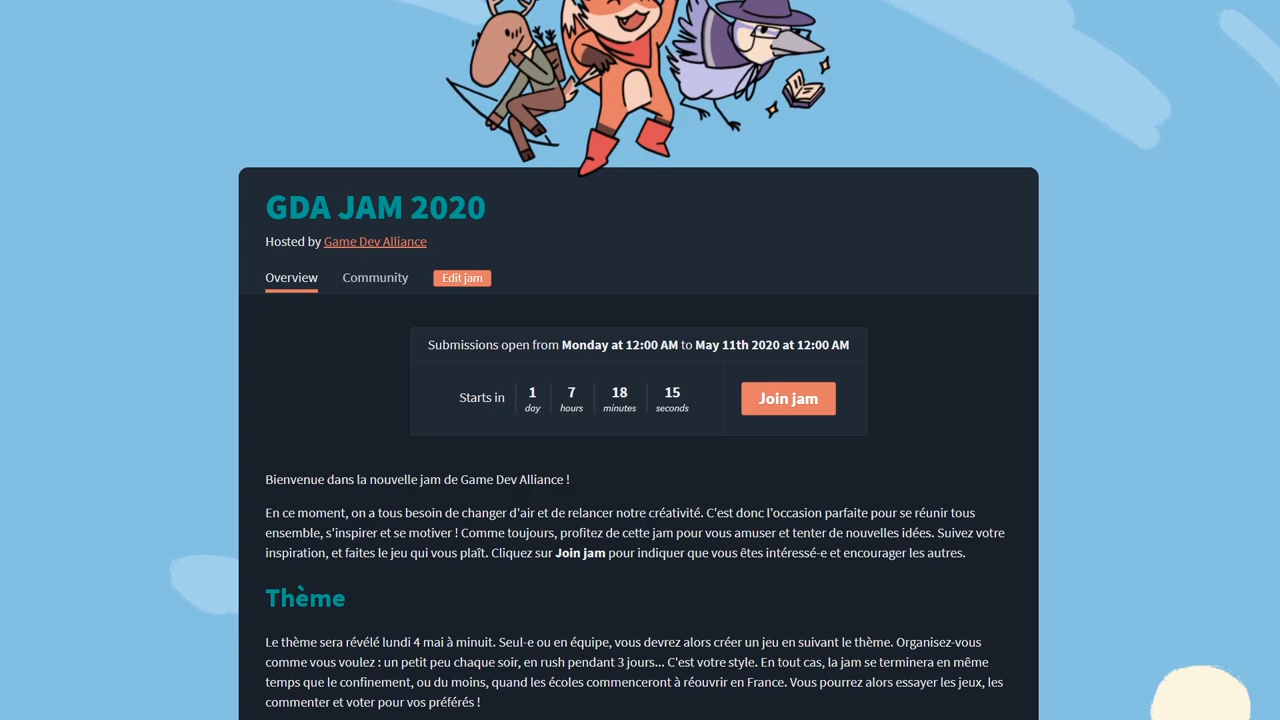 GDA JAM 2020
Hosted by Game Dev Alliance
Overview Community Edit jam
Submissions open from Monday at 12:00 AM to May 11th 2020 at 12:00 AM
Starts in 1 day 7 hours 18 minutes 15 seconds Join jam
Bienvenue dans la nouvelle jam de Game Dev Alliance !
En ce moment, on a tous besoin de changer d'air et de relancer notre créativité. C'est donc l'occasion parfaite pour se réunir tous
ensemble, s'inspirer et se motiver ! Comme toujours, profitez de cette jam pour vous amuser et tenter de nouvelles idées. Suivez votre
inspiration, et faites le jeu qui vous plaît. Cliquez sur Join jam pour indiquer que vous êtes intéressé-e et encourager les autres.
Thème
Le thème sera révélé lundi 4 mai à minuit. Seul-e ou en équipe, vous devrez alors créer un jeu en suivant le thème. Organisez-vous
comme vous voulez : un petit peu chaque soir, en rush pendant 3 jours... C'est votre style. En tout cas, la jam se terminera en même
temps que le confinement, ou du moins, quand les écoles commenceront à réouvrir en France. Vous pourrez alors essayer les jeux, les
commenter et voter pour vos préférés !